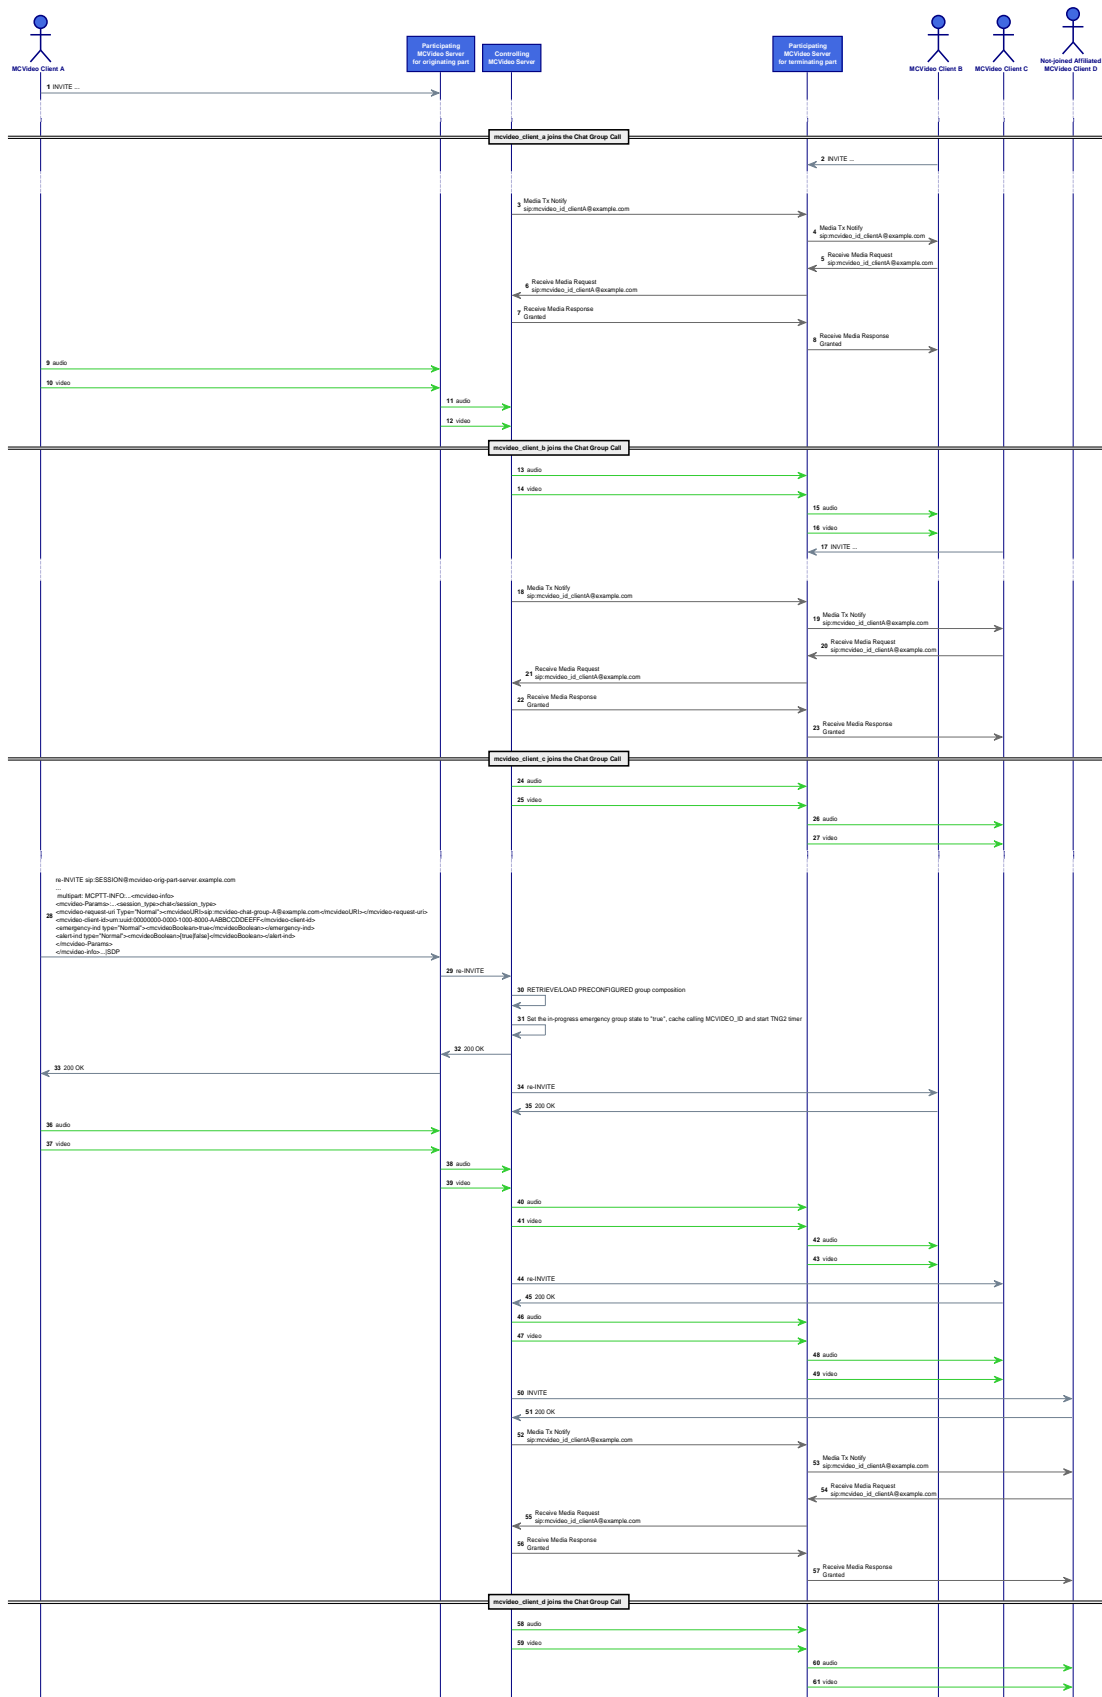 MCVideo Client A
Participating
MCVideo Server
for originating part
Controlling
MCVideo Server
Participating
MCVideo Server
for terminating part
MCVideo Client B
MCVideo Client C
Not-joined Affiliated
MCVideo Client D
1 INVITE ...
mcvideo_client_a joins the Chat Group Call
2 INVITE ...
3 Media Tx Notify
sip:mcvideo_id_clientA@example.com
4 Media Tx Notify
sip:mcvideo_id_clientA@example.com
5 Receive Media Request
sip:mcvideo_id_clientA@example.com
6 Receive Media Request
sip:mcvideo_id_clientA@example.com
7 Receive Media Response
Granted
8 Receive Media Response
Granted
9 audio
10 video
11 audio
12 video
mcvideo_client_b joins the Chat Group Call
13 audio
14 video
15 audio
16 video
17 INVITE ...
18 Media Tx Notify
sip:mcvideo_id_clientA@example.com
19 Media Tx Notify
sip:mcvideo_id_clientA@example.com
20 Receive Media Request
sip:mcvideo_id_clientA@example.com
21 Receive Media Request
sip:mcvideo_id_clientA@example.com
22 Receive Media Response
Granted
23 Receive Media Response
Granted
mcvideo_client_c joins the Chat Group Call
24 audio
25 video
26 audio
27 video
re-INVITE sip:SESSION@mcvideo-orig-part-server.example.com
...
multipart: MCPTT-INFO:...<mcvideo-info>
<mcvideo-Params>:...<session_type>chat</session_type>
<mcvideo-request-uri Type="Normal"><mcvideoURI>sip:mcvideo-chat-group-A@example.com</mcvideoURI></mcvideo-request-uri>
28 <mcvideo-client-id>urn:uuid:00000000-0000-1000-8000-AABBCCDDEEFF</mcvideo-client-id>
<emergency-ind type="Normal"><mcvideoBoolean>true</mcvideoBoolean></emergency-ind>
<alert-ind type="Normal"><mcvideoBoolean>[true|false]</mcvideoBoolean></alert-ind>
</mcvideo-Params>
</mcvideo-info>...|SDP
29 re-INVITE
30 RETRIEVE/LOAD PRECONFIGURED group composition
31 Set the in-progress emergency group state to "true", cache calling MCVIDEO_ID and start TNG2 timer
32 200 OK
33 200 OK
34 re-INVITE
35 200 OK
36 audio
37 video
38 audio
39 video
40 audio
41 video
42 audio
43 video
44 re-INVITE
45 200 OK
46 audio
47 video
48 audio
49 video
50 INVITE
51 200 OK
52 Media Tx Notify
sip:mcvideo_id_clientA@example.com
53 Media Tx Notify
sip:mcvideo_id_clientA@example.com
54 Receive Media Request
sip:mcvideo_id_clientA@example.com
55 Receive Media Request
sip:mcvideo_id_clientA@example.com
56 Receive Media Response
Granted
57 Receive Media Response
Granted
mcvideo_client_d joins the Chat Group Call
58 audio
59 video
60 audio
61 video